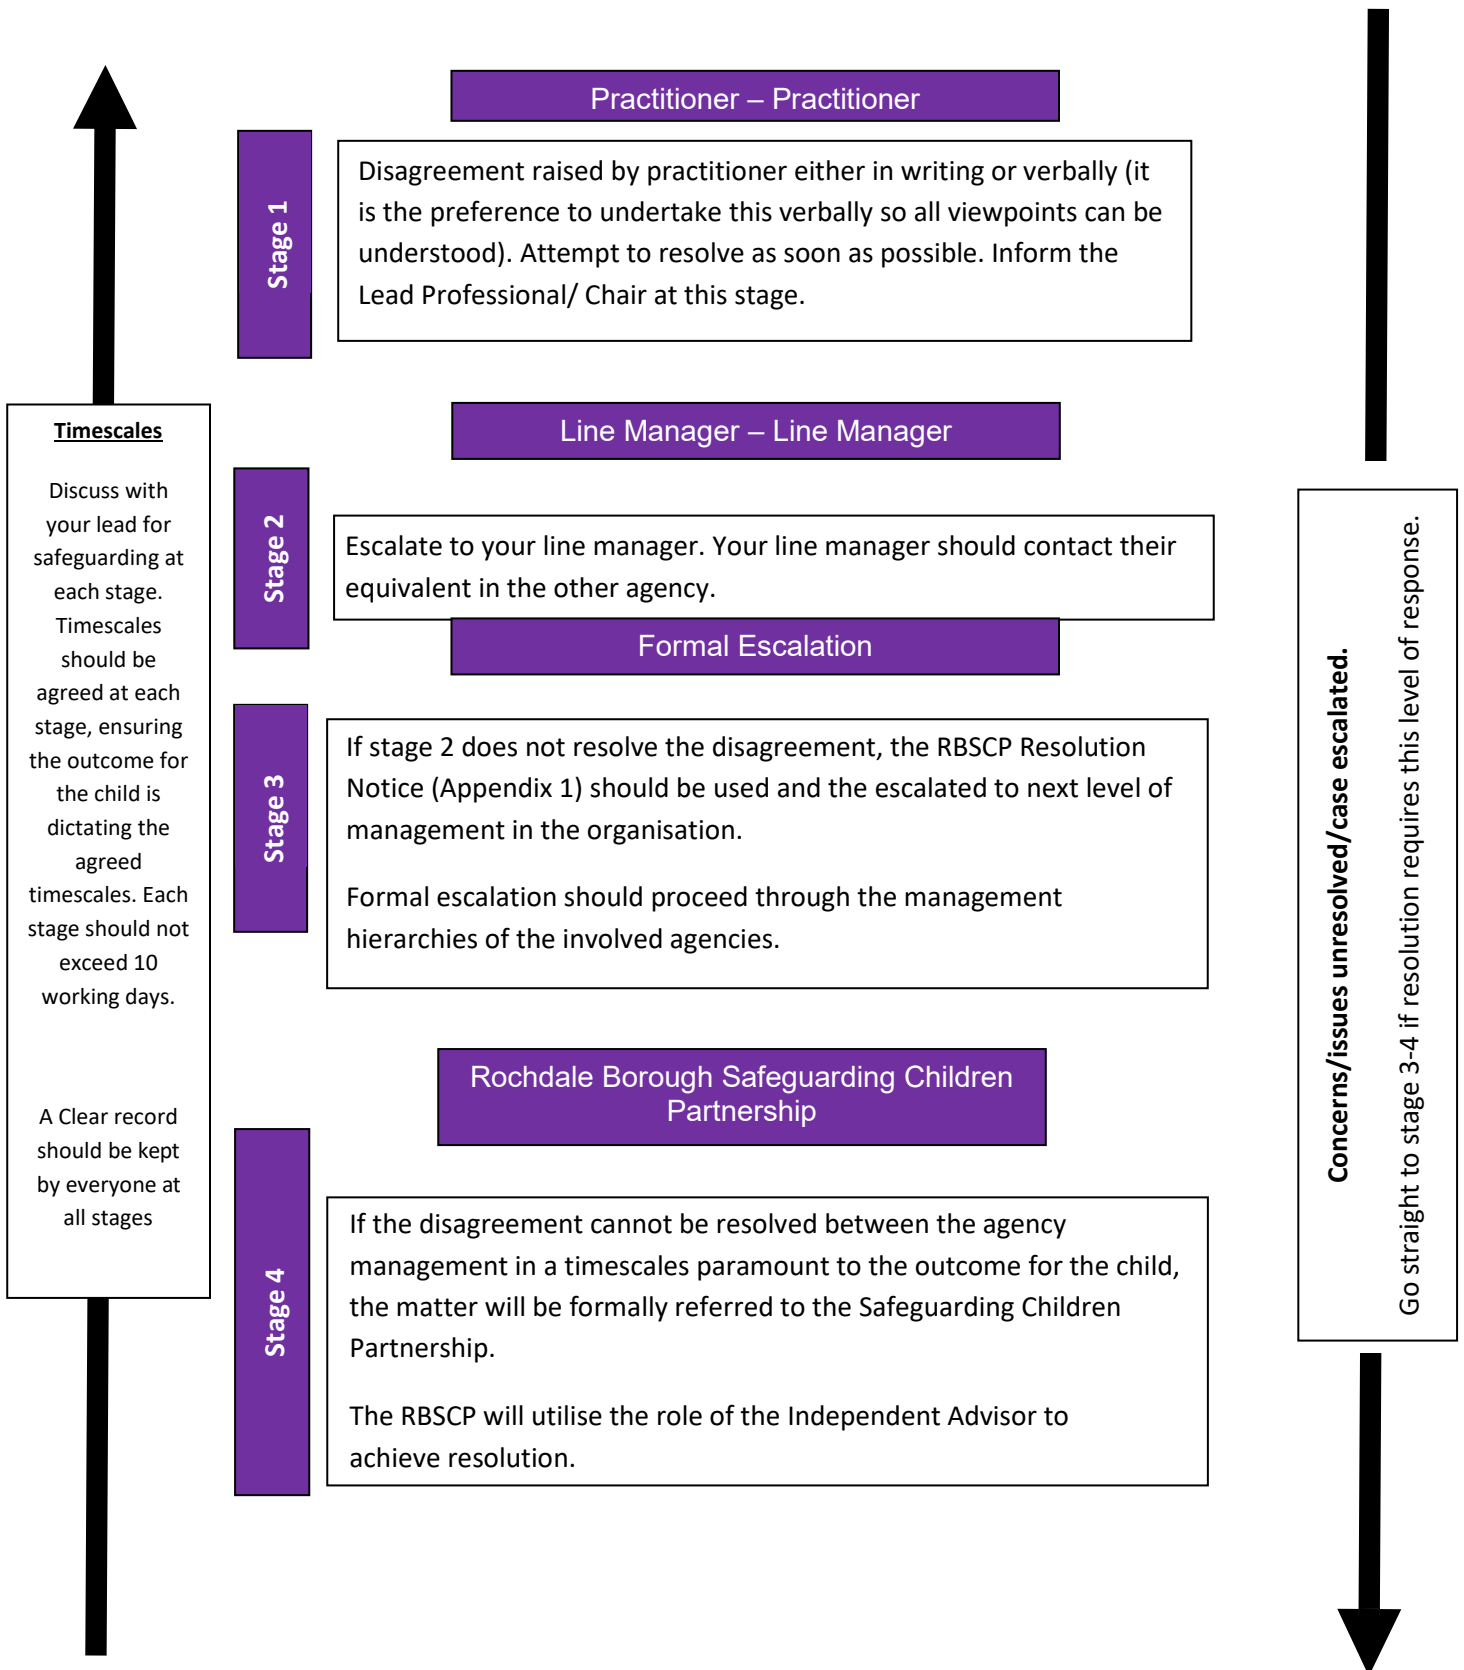 Practitioner – Practitioner
Stage 1
Disagreement raised by practitioner either in writing or verbally (it
is the preference to undertake this verbally so all viewpoints can be
understood). Attempt to resolve as soon as possible. Inform the
Lead Professional/ Chair at this stage.
Line Manager – Line Manager
Stage 2
Escalate to your line manager. Your line manager should contact their
equivalent in the other agency.
Formal Escalation
Stage 3
If stage 2 does not resolve the disagreement, the RBSCP Resolution
Notice (Appendix 1) should be used and the escalated to next level of
management in the organisation.
Formal escalation should proceed through the management
hierarchies of the involved agencies.
Rochdale Borough Safeguarding Children
Partnership
Stage 4
If the disagreement cannot be resolved between the agency
management in a timescales paramount to the outcome for the child,
the matter will be formally referred to the Safeguarding Children
Partnership.
The RBSCP will utilise the role of the Independent Advisor to
achieve resolution.
Timescales
Discuss with
your lead for
safeguarding at
each stage.
Timescales
should be
agreed at each
stage, ensuring
the outcome for
the child is
dictating the
agreed
timescales. Each
stage should not
exceed 10
working days.
A Clear record
should be kept
by everyone at
all stages
Concerns/issues unresolved/case escalated.
Go straight to stage 3-4 if resolution requires this level of response.